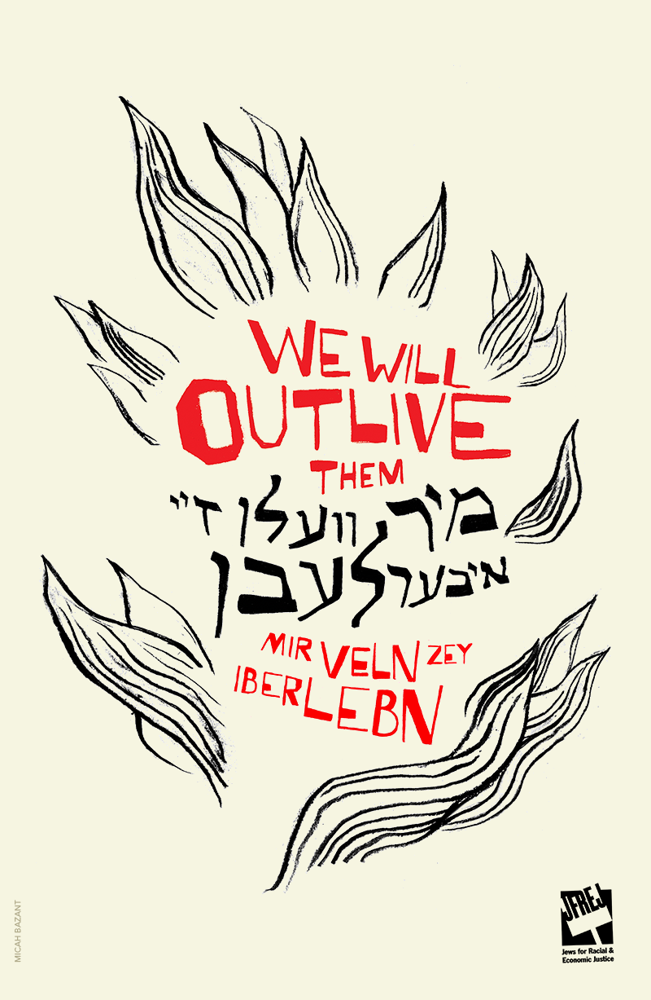 WE WILL
OUTLIVE
THEM
מיר וועלן זיי
איבערלעבן
MIR VELN ZEY
IBERLEBN
MICAH BAZANT
JFREJ
Jews for Racial &
Economic Justice